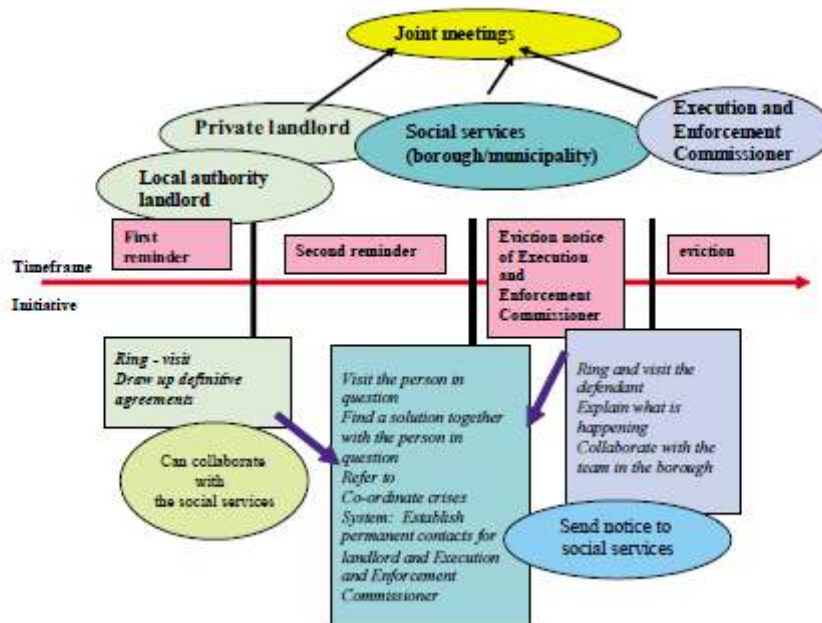 Joint meetings
Private landlord
Social services
(borough/municipality)
Execution and
Enforcement
Commissioner
Local authority
landlord
First
reminder
Second reminder
Eviction notice
of Execution
and
Enforcement
Commissioner
eviction
Timeframe
Initiative
Ring - visit
Draw up definitive
agreements
Visit the person in
question
Find a solution together
with the person in
question
Refer to
Co-ordinate crises
System: Establish
permanent contacts for
landlord and Execution
and Enforcement
Commissioner
Ring and visit the
defendant
Explain what is
happening
Collaborate with the
team in the borough
Can collaborate
with
the social services
Send notice to
social services